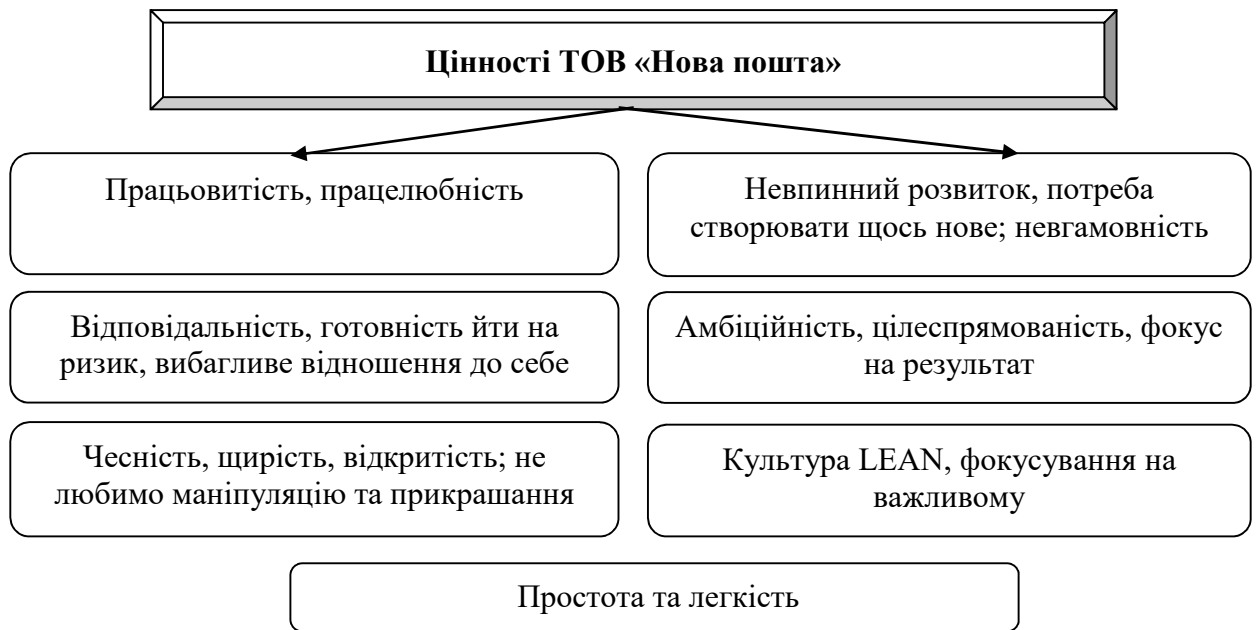 Цінності ТОВ «Нова пошта»
Працьовитість, працелюбність
Невпинний розвиток, потреба
створювати щось нове; невгамовність
Відповідальність, готовність йти на
ризик, вибагливе відношення до себе
Амбіційність, цілеспрямованість, фокус
на результат
Чесність, щирість, відкритість; не
любимо маніпуляцію та прикрашання
Культура LEAN, фокусування на
важливому
Простота та легкість